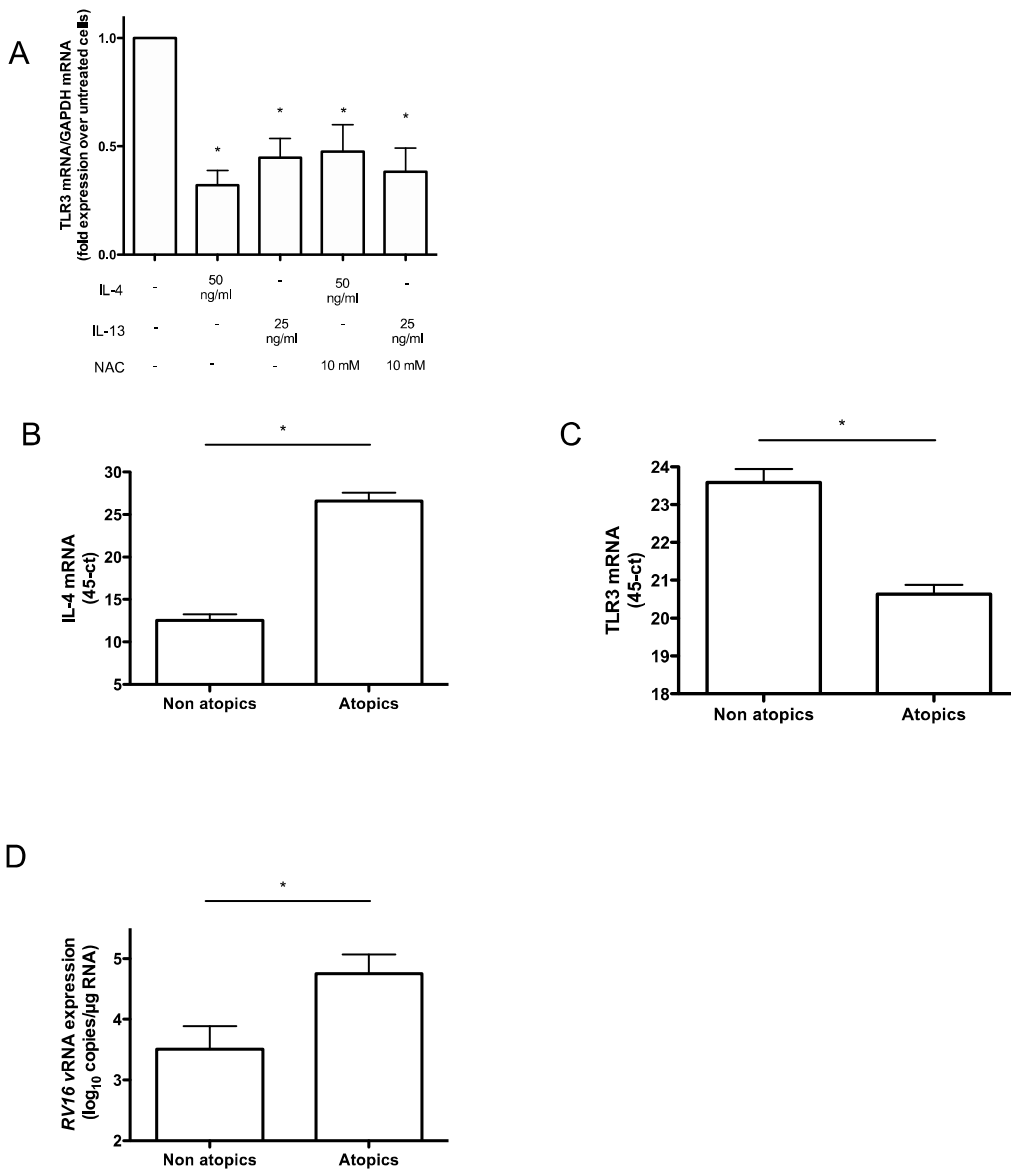 A
TLR3 mRNA/GAPDH mRNA
(fold expression over untreated cells)
1.0
0.5
0.0
*
*
*
*
IL-4
-
50
ng/ml
-
50
ng/ml
-
IL-13
-
-
25
ng/ml
-
25
ng/ml
NAC
-
-
-
10 mM
10 mM
B
*
IL-4 mRNA
(45-ct)
30
25
20
15
10
5
Non atopics
Atopics
C
*
TLR3 mRNA
(45-ct)
24
23
22
21
20
19
18
Non atopics
Atopics
D
*
RV16 vRNA expression
(log10 copies/µg RNA)
5
4
3
2
Non atopics
Atopics